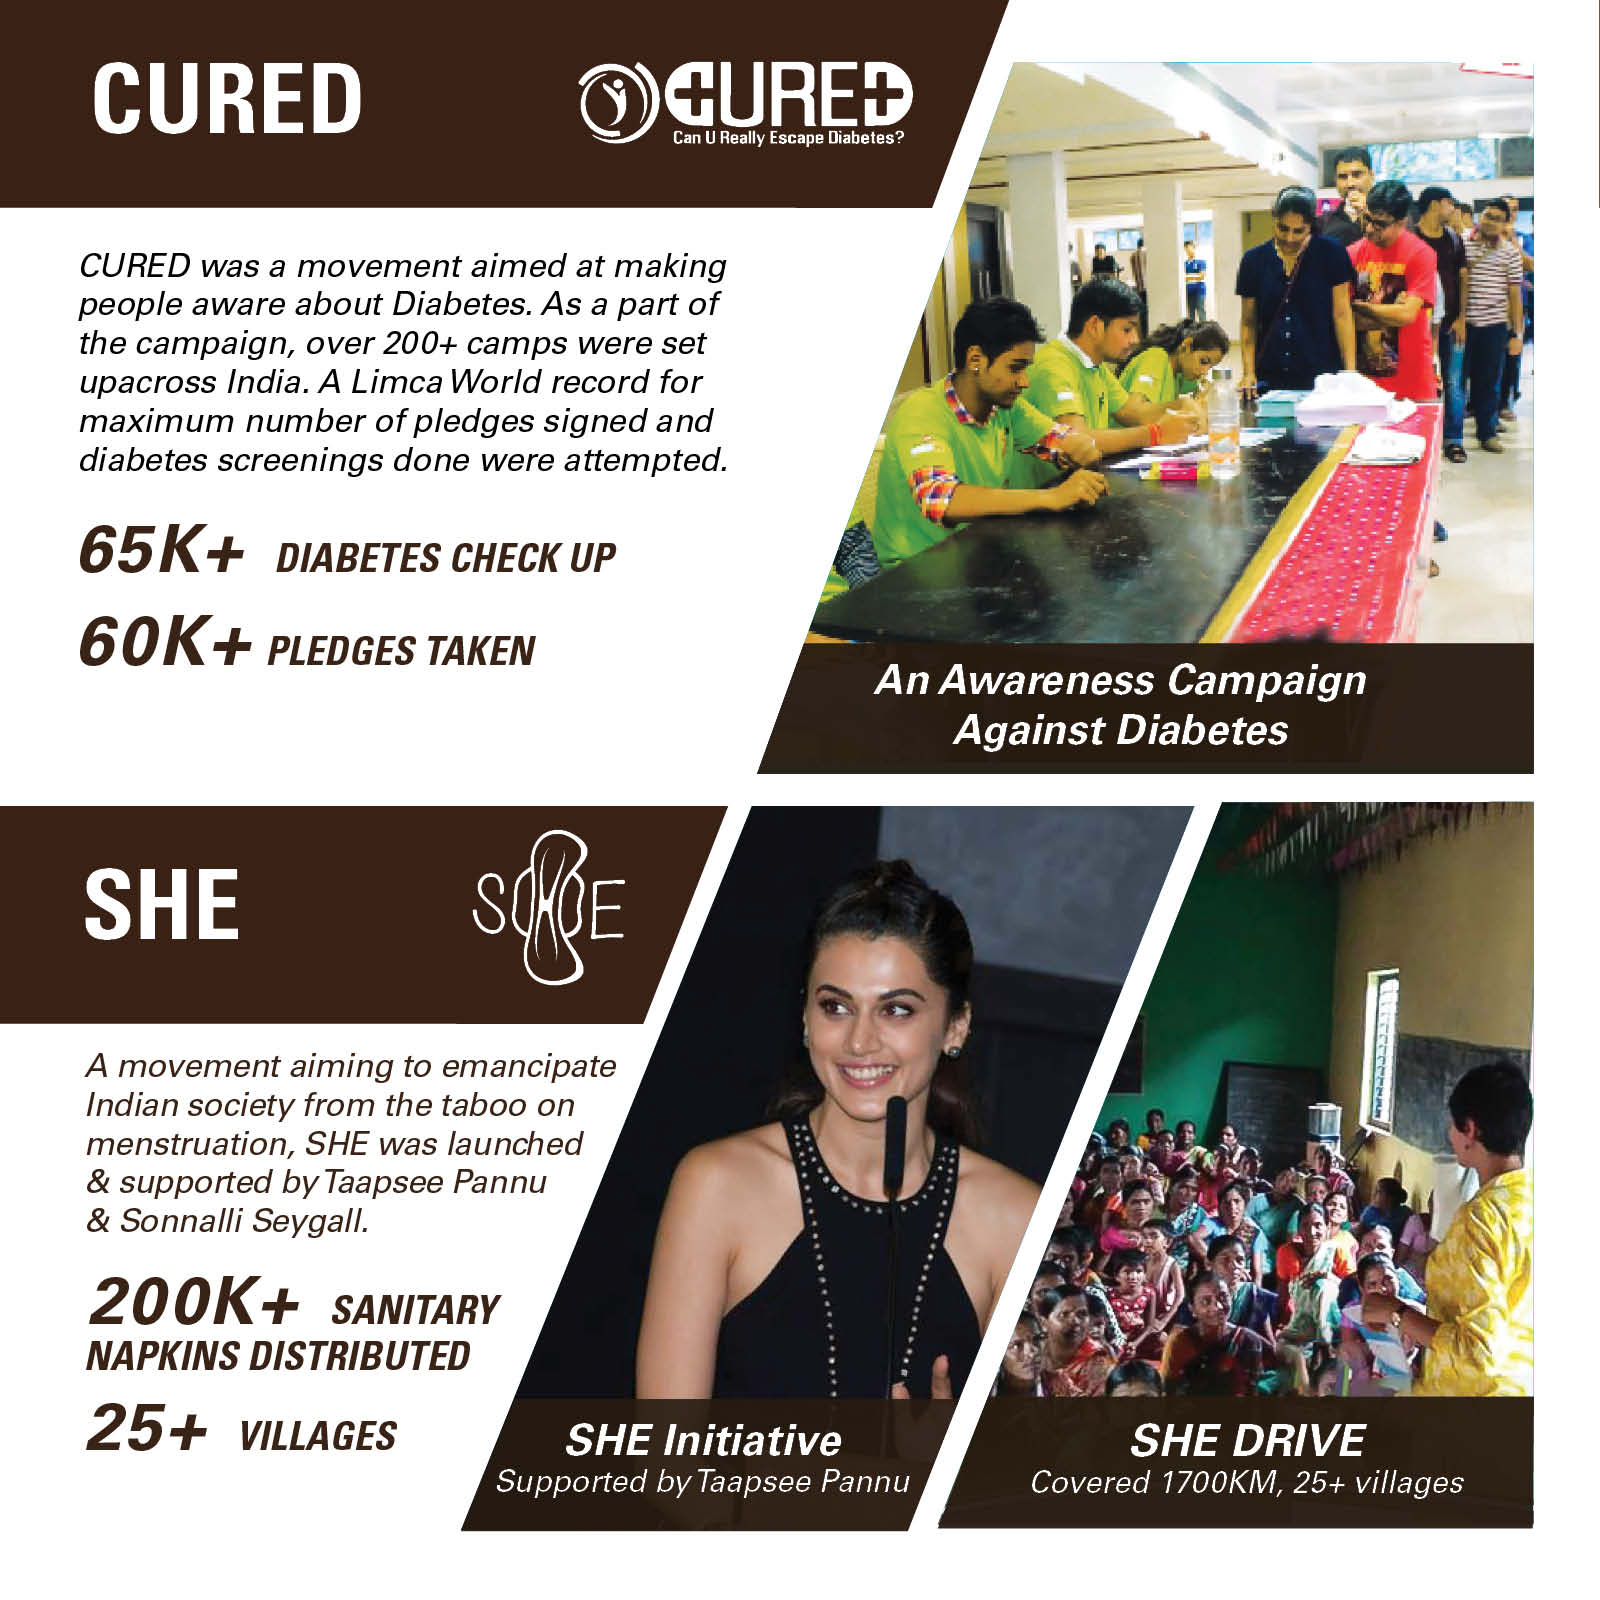 CURED
CURED
Can U Really Escape Diabetes?
CURED was a movement aimed at making
people aware about Diabetes. As a part of
the campaign, over 200+ camps were set
upacross India. A Limca World record for
maximum number of pledges signed and
diabetes screenings done were attempted.
65K+ DIABETES CHECK UP
60K+ PLEDGES TAKEN
An Awareness Campaign
Against Diabetes
SHE
SHE
A movement aiming to emancipate
Indian society from the taboo on
menstruation, SHE was launched
& supported by Taapsee Pannu
& Sonnalli Seygall.
200K+ SANITARY
NAPKINS DISTRIBUTED
25+ VILLAGES
SHE Initiative
Supported by Taapsee Pannu
SHE DRIVE
Covered 1700KM, 25+ villages